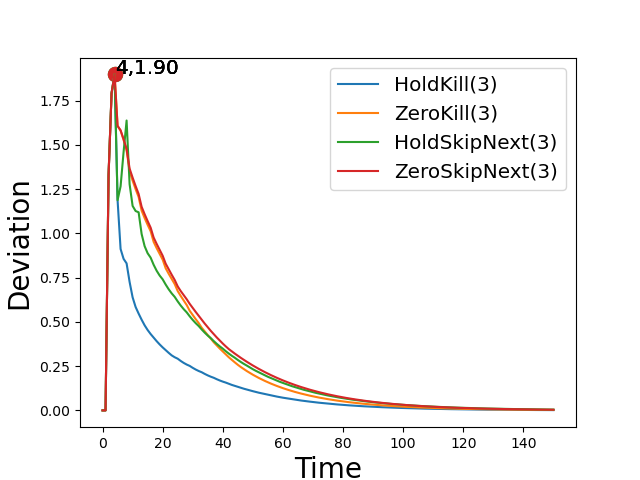 4,1.90
HoldKill(3)
ZeroKill(3)
HoldSkipNext(3)
ZeroSkipNext(3)
Deviation
1.75
1.50
1.25
1.00
0.75
0.50
0.25
0.00
0 20 40 60 80 100 120 140
Time